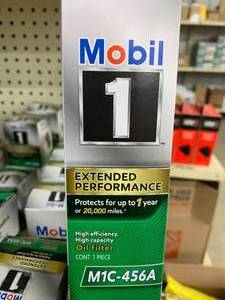 Mobil
1
EXTENDED
PERFORMANCE
Protects for up to 1 year
or 20,000 miles.
High efficiency
High capacity
Oil filter
CONT 1 PIECE
M1C-456A